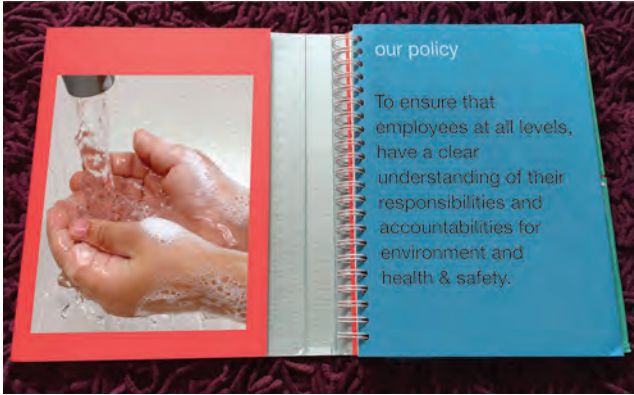 our policy
To ensure that
employees at all levels,
have a clear
understanding of their
responsibilities and
accountabilities for
environment and
health & safety.